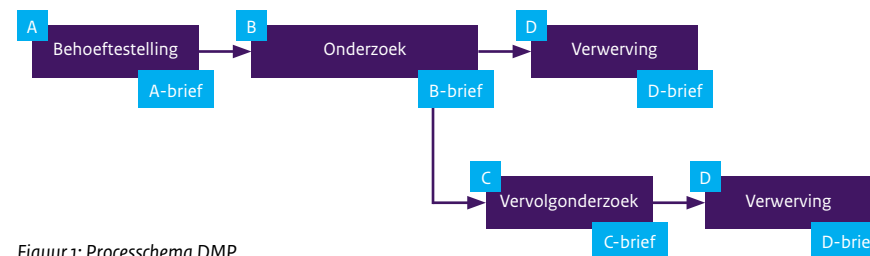 A
Behoeftestelling
A-brief
B
Onderzoek
B-brief
D
Verwerving
D-brief
C
Vervolgonderzoek
C-brief
D
Verwerving
D-brie
Figuur 1: Processchema DMP